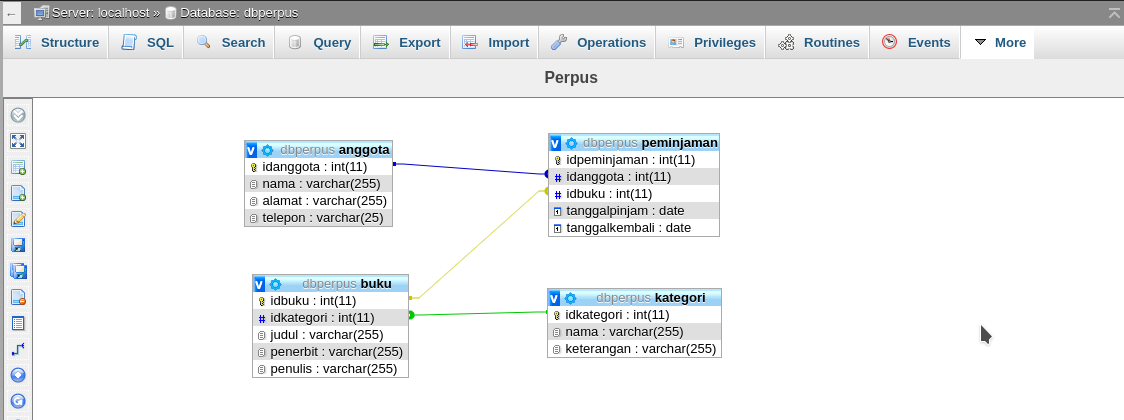 Server: localhost » Database: dbperpus
Structure SQL Search Query Export Import Operations Privileges Routines Events More
Perpus
dbperpus anggota
idanggota : int(11)
nama : varchar(255)
alamat : varchar(255)
telepon : varchar(25)
dbperpus peminjaman
idpeminjaman : int(11)
idanggota : int(11)
idbuku : int(11)
tanggalpinjam : date
tanggalkembali : date
dbperpus buku
idbuku : int(11)
idkategori : int(11)
judul : varchar(255)
penerbit : varchar(255)
penulis : varchar(255)
dbperpus kategori
idkategori : int(11)
nama : varchar(255)
keterangan : varchar(255)